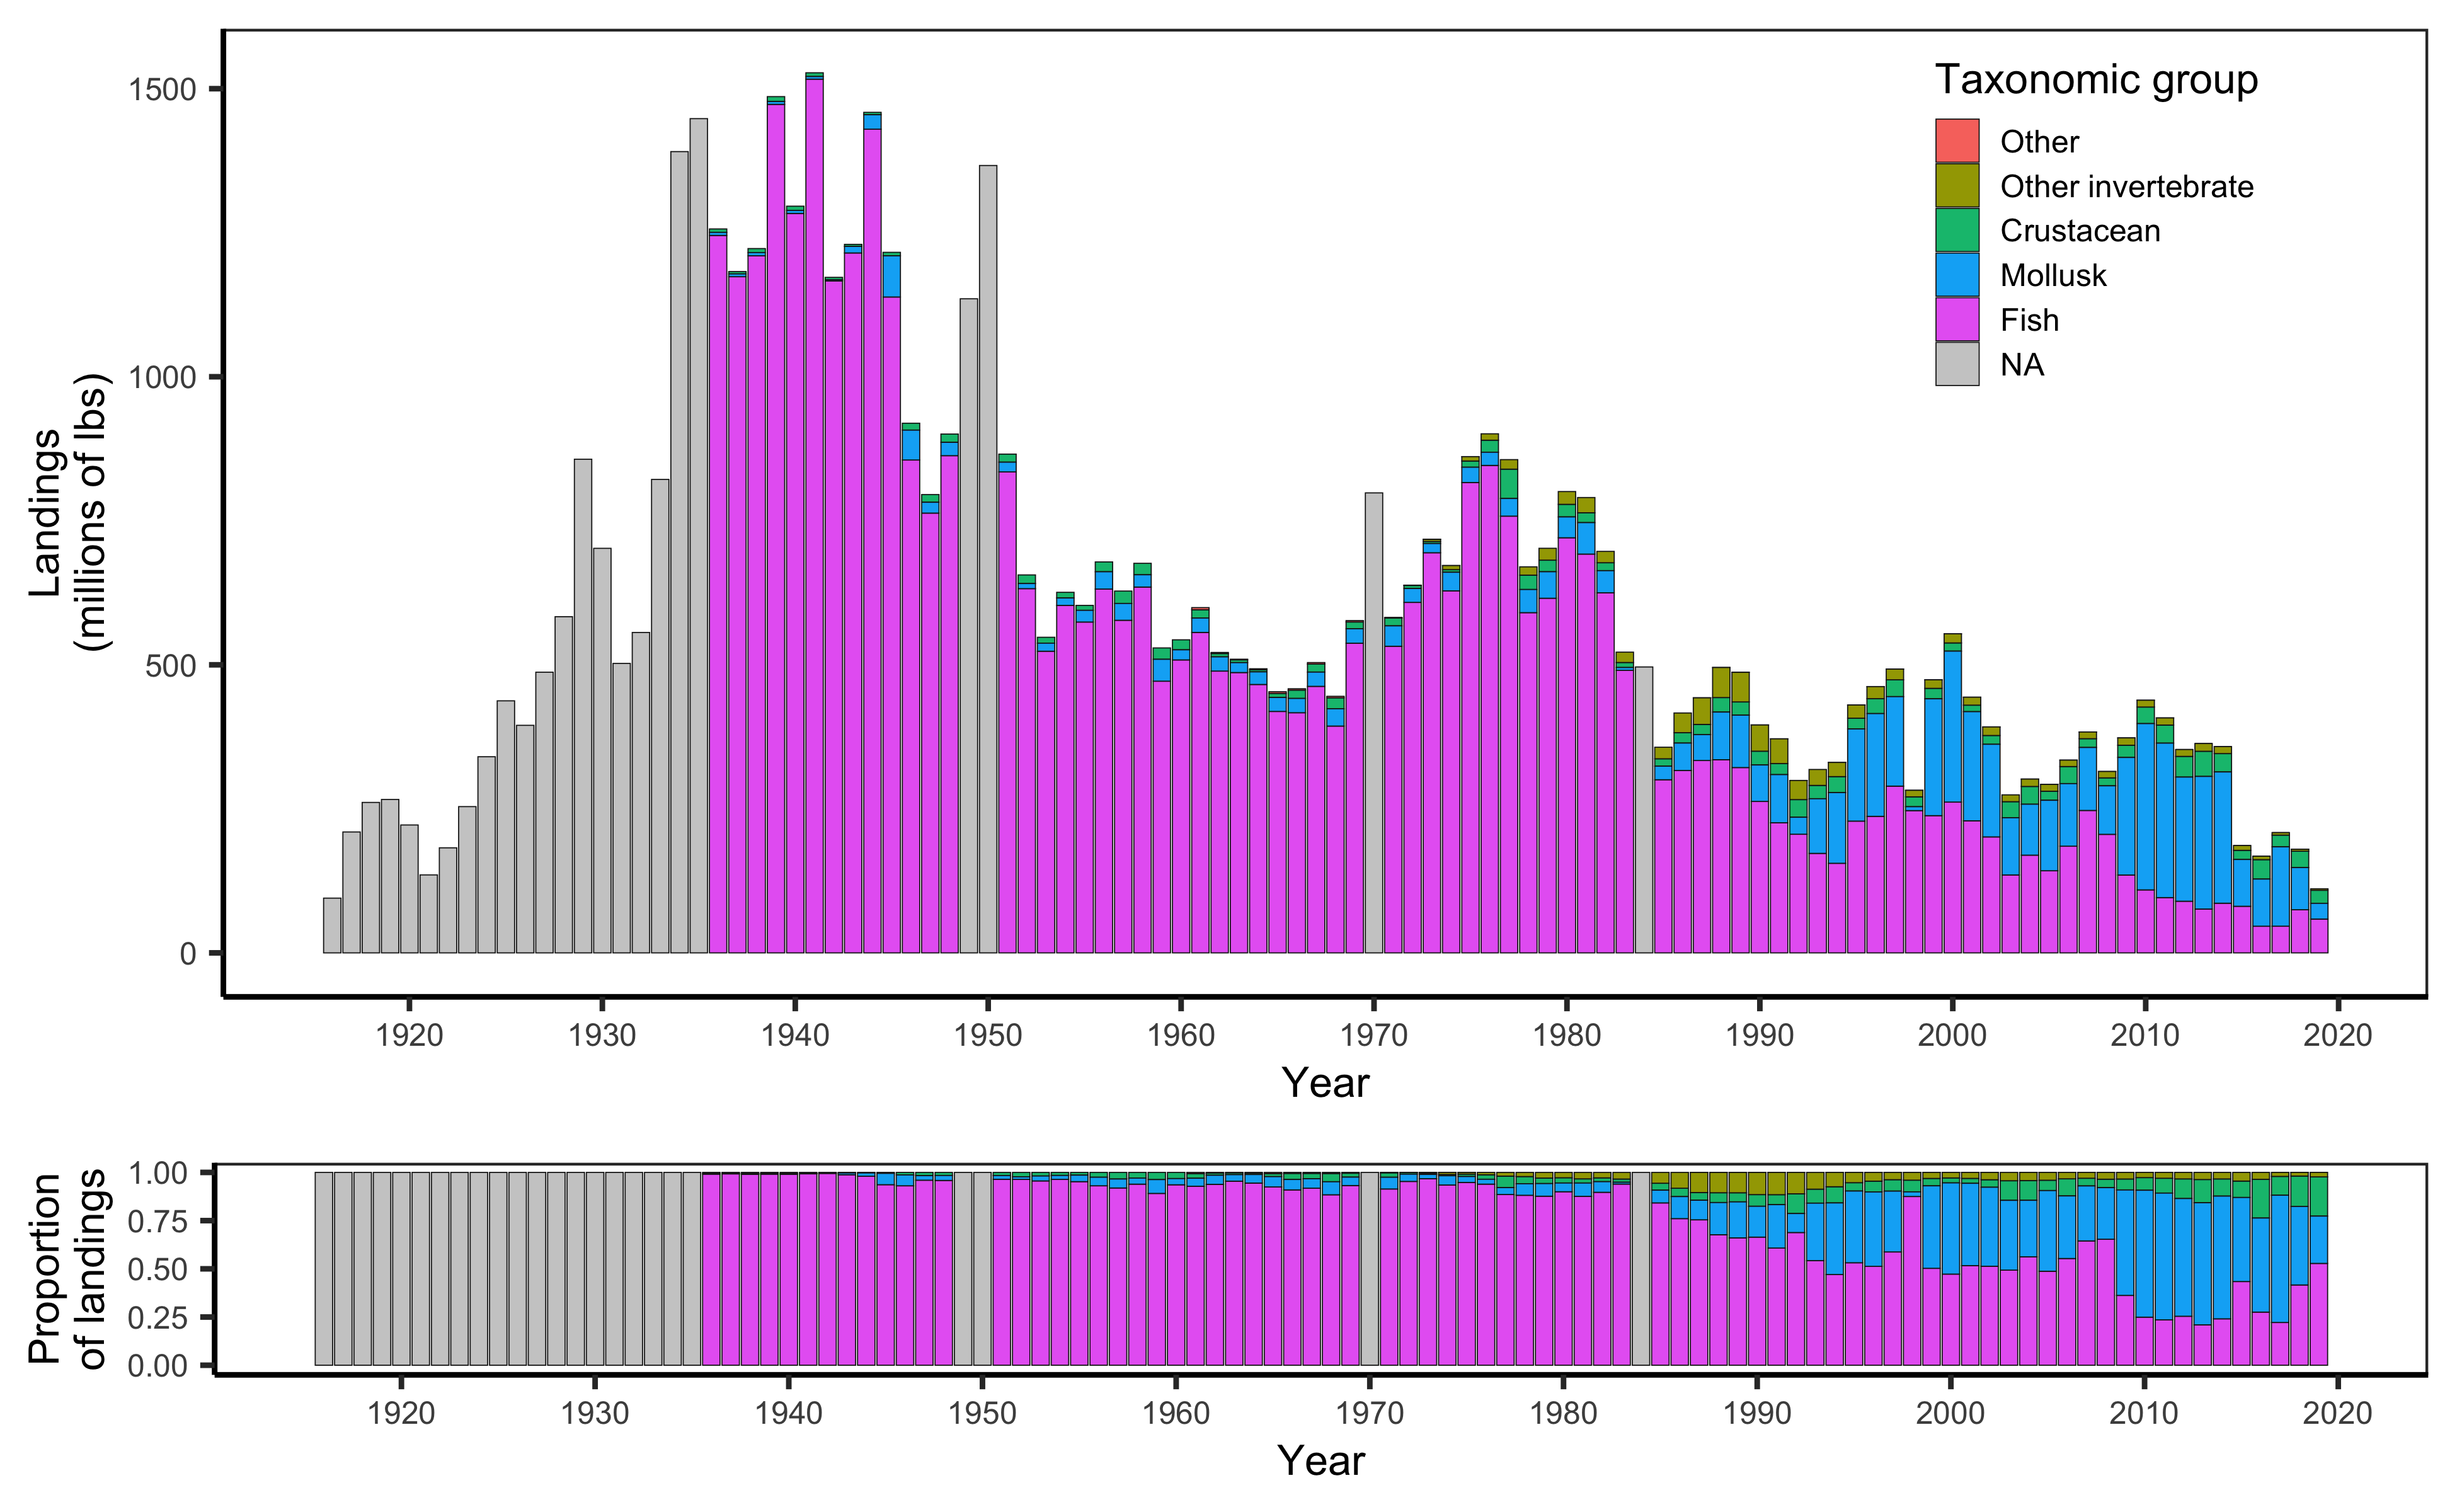 Landings
(millions of lbs)
1500
1000
500
0
Taxonomic group
Other
Other invertebrate
Crustacean
Mollusk
Fish
NA
1920 1930 1940 1950 1960 1970 1980 1990 2000 2010 2020
Year
Proportion
of landings
1.00
0.75
0.50
0.25
0.00
1920 1930 1940 1950 1960 1970 1980 1990 2000 2010 2020
Year